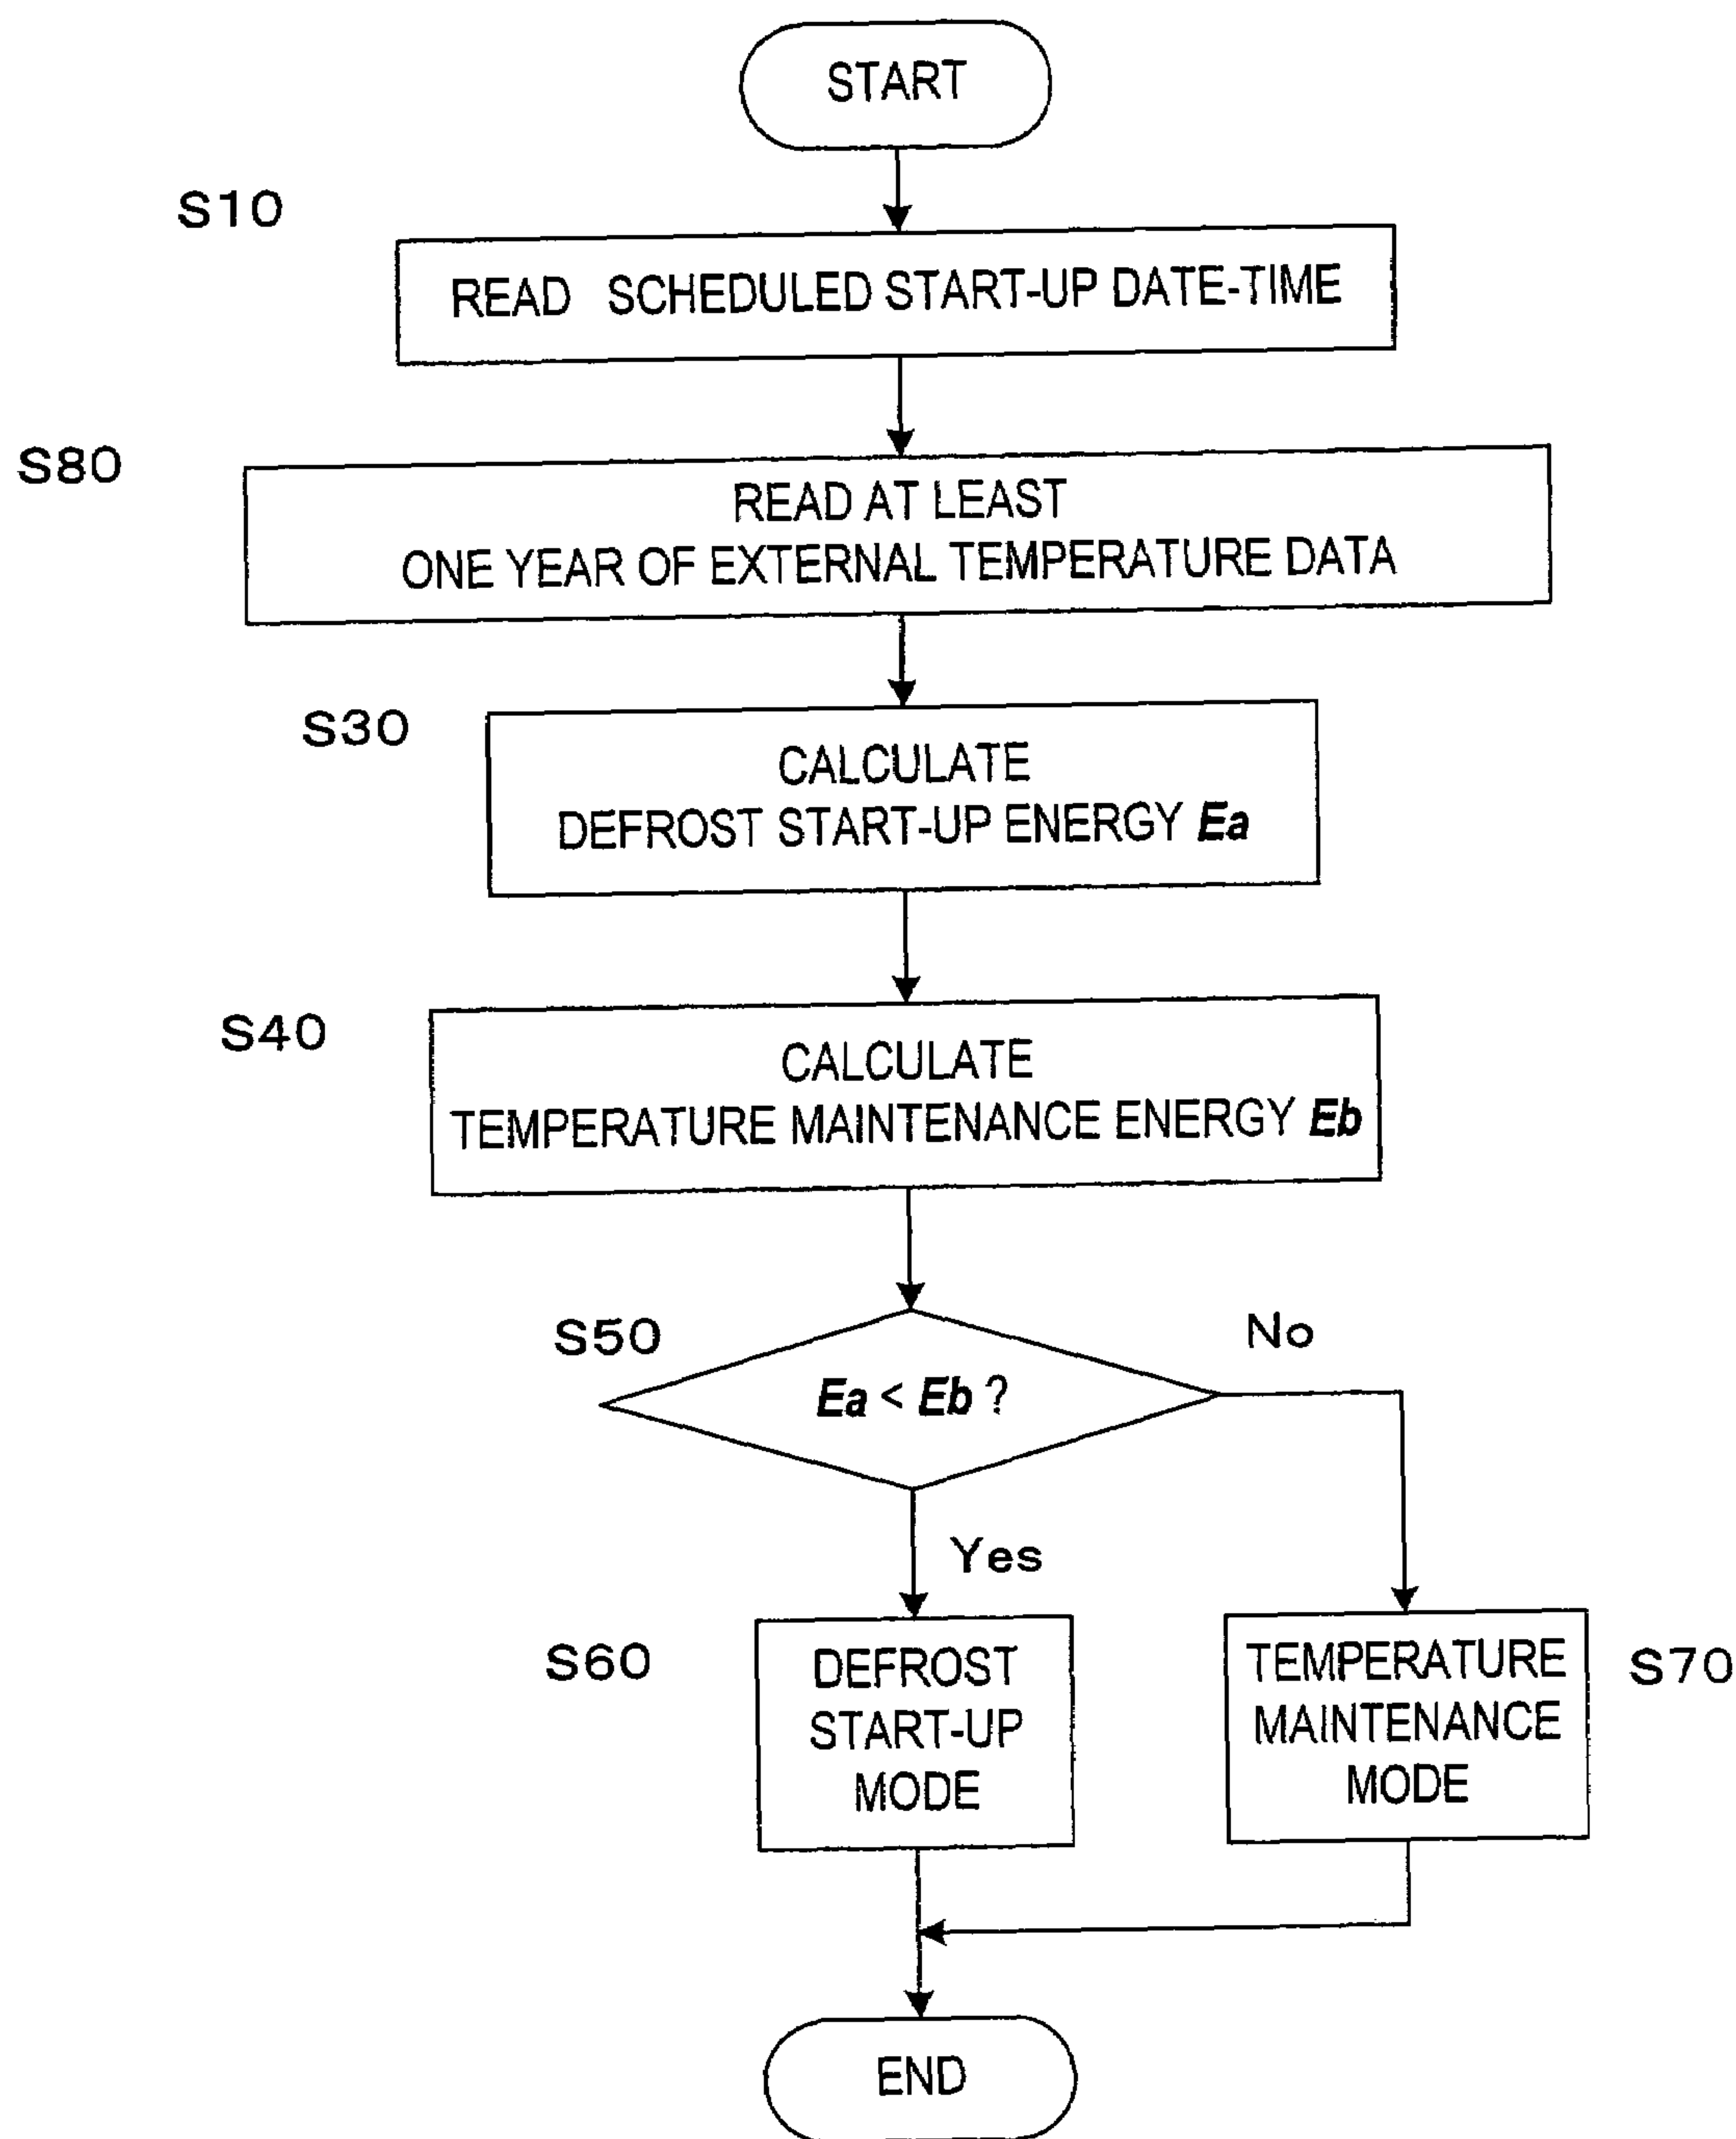 START
S10
READ SCHEDULED START-UP DATE-TIME
S80
READ AT LEAST
ONE YEAR OF EXTERNAL TEMPERATURE DATA
S30
CALCULATE
DEFROST START-UP ENERGY Ea
S40
CALCULATE
TEMPERATURE MAINTENANCE ENERGY Eb
S50
No
Ea < Eb ?
Yes
S60
DEFROST
START-UP
MODE
TEMPERATURE
MAINTENANCE
MODE
S70
END